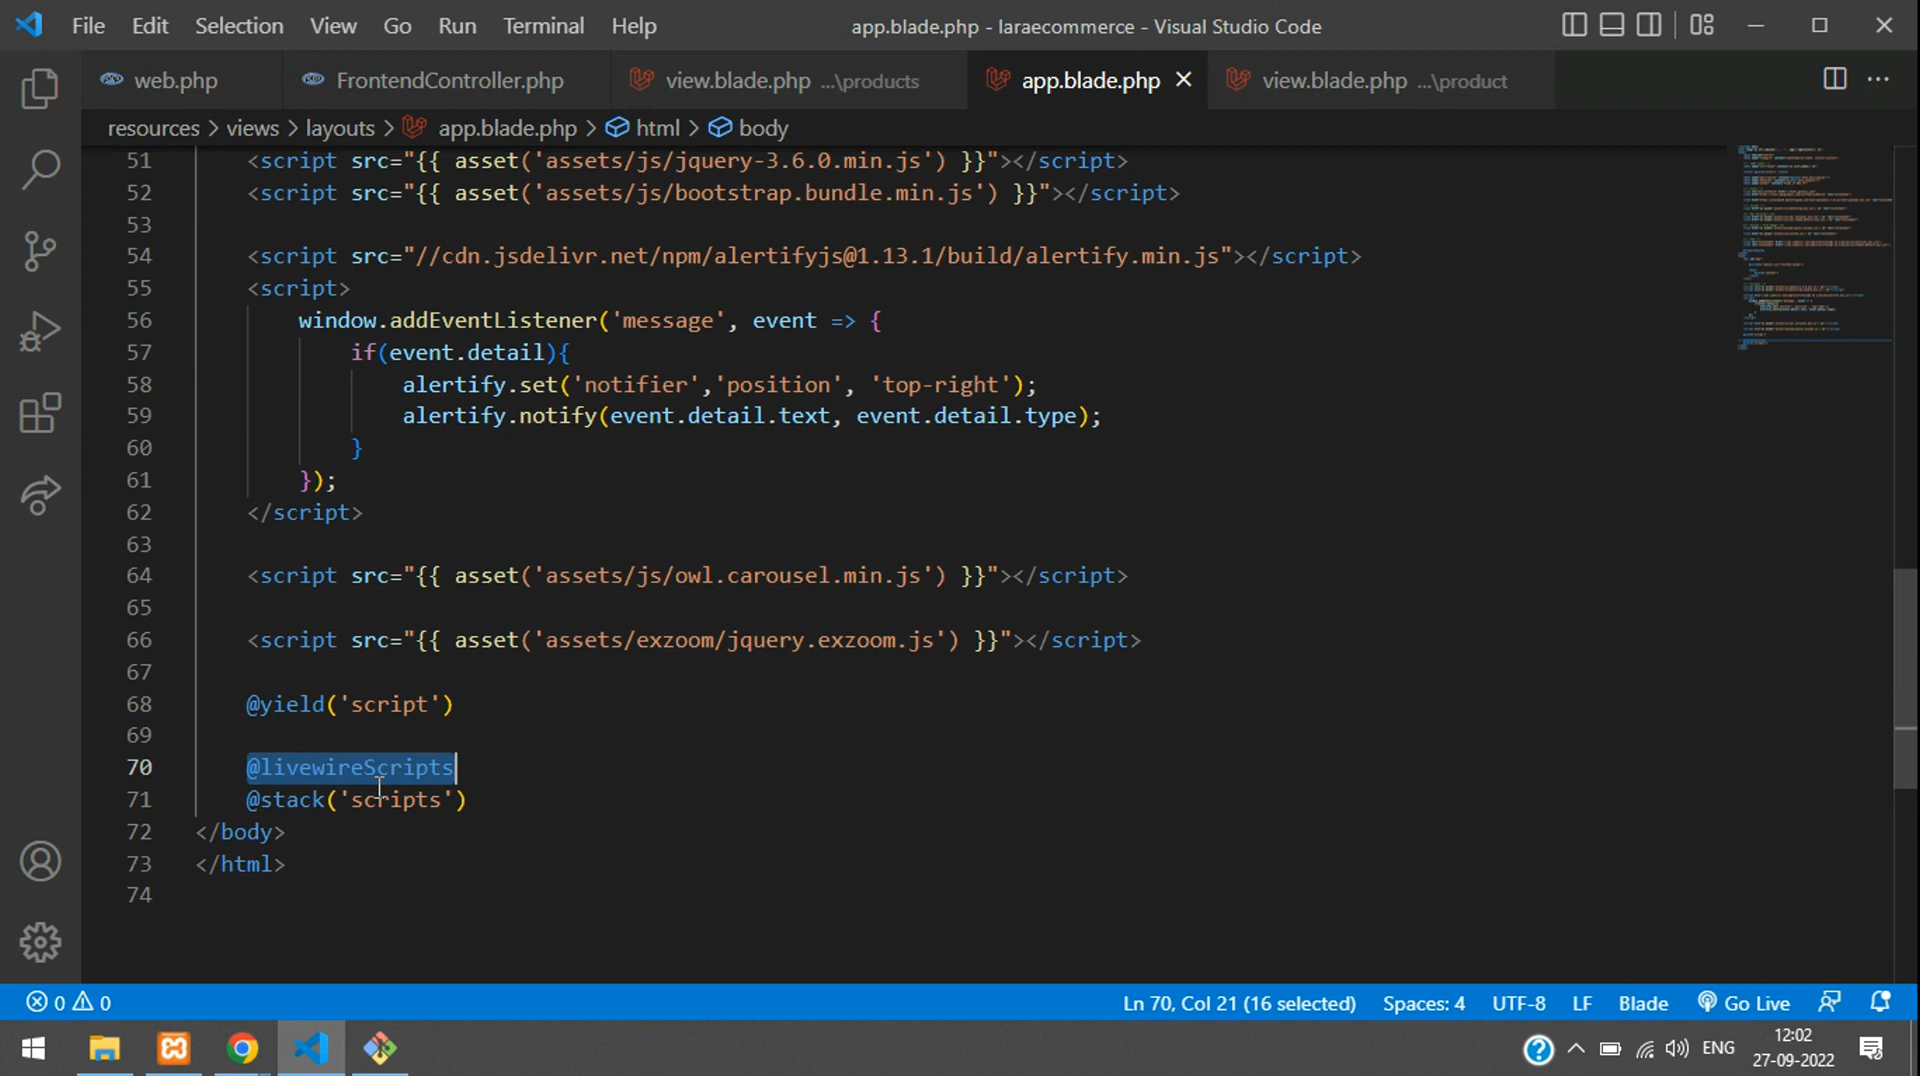 File Edit Selection View Go Run Terminal Help app.blade.php - laraecommerce - Visual Studio Code
web.php FrontendController.php view.blade.php ...\products app.blade.php view.blade.php ...\product
resources > views > layouts > app.blade.php > html > body
51 <script src="{{ asset('assets/js/jquery-3.6.0.min.js') }}"></script>
52 <script src="{{ asset('assets/js/bootstrap.bundle.min.js') }}"></script>
53
54 <script src="//cdn.jsdelivr.net/npm/alertifyjs@1.13.1/build/alertify.min.js"></script>
55 <script>
56 window.addEventListener('message', event => {
57 if(event.detail){
58 alertify.set('notifier','position', 'top-right');
59 alertify.notify(event.detail.text, event.detail.type);
60 }
61 });
62 </script>
63
64 <script src="{{ asset('assets/js/owl.carousel.min.js') }}"></script>
65
66 <script src="{{ asset('assets/exzoom/jquery.exzoom.js') }}"></script>
67
68 @yield('script')
69
70 @livewireScripts
71 @stack('scripts')
72 </body>
73 </html>
74
0 0 Ln 70, Col 21 (16 selected) Spaces: 4 UTF-8 LF Blade Go Live
ENG 12:02
27-09-2022